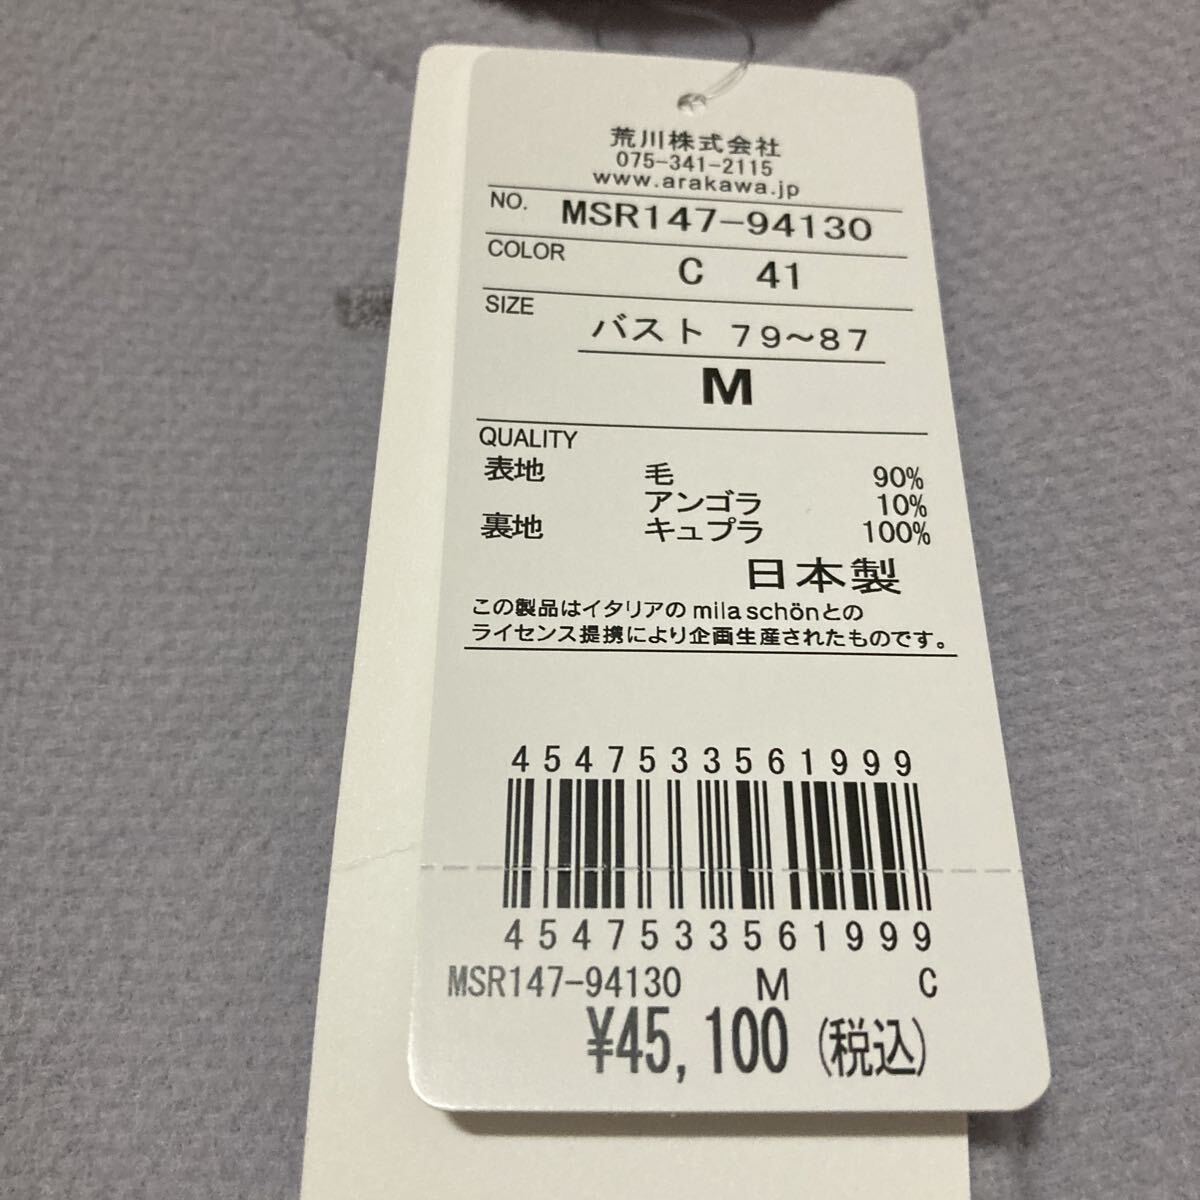 荒川株式会社
075-341-2115
www.arakawa.jp
NO. MSR147-94130
COLOR C 41
SIZE バスト 79～87
M
QUALITY
表地 毛 90%
アンゴラ 10%
裏地 キュプラ 100%
日本製
この製品はイタリアの mila schönとの
ライセンス提携により企画生産されたものです。
4547533561999
4547533561999
MSR147-94130 M C
¥45,100 (税込)